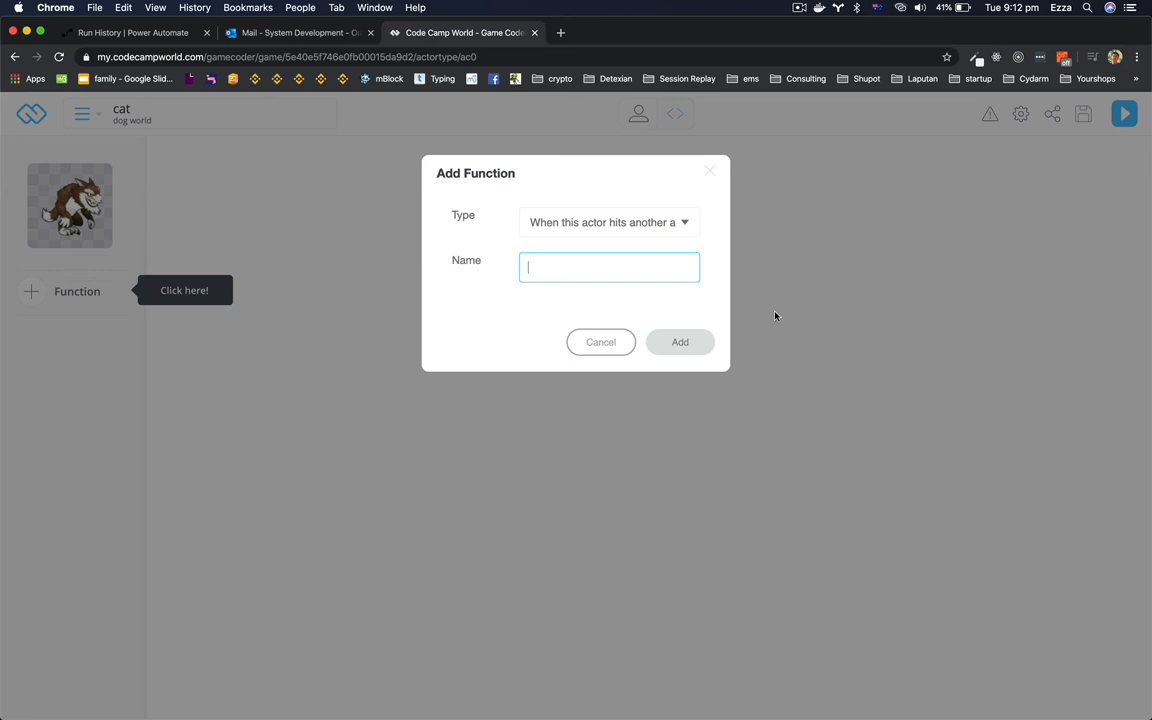 Chrome File Edit View History Bookmarks People Tab Window Help 41% Tue 9:12 pm Ezza
Run History | Power Automate Mail - System Development - O Code Camp World - Game Code
my.codecampworld.com/gamecoder/game/5e40e5f746e0fb00015da9d2/actortype/ac0
Apps family - Google Slid... mBlock Typing crypto Detexian Session Replay ems Consulting Shupot Laputan startup Cydarm Yourshops »
off
cat
dog world
Add Function
Type When this actor hits another a
Name
Function Click here!
Cancel Add